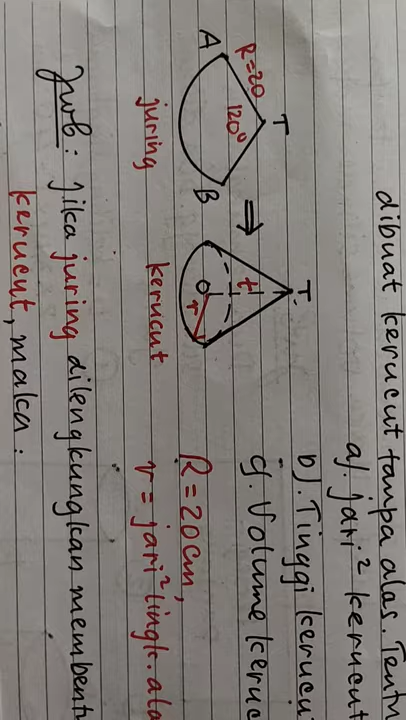 dibuat kerucut tanpa alas. Tentu
a). jari² kerucut
b). Tinggi kerucu
c). Volume keruc
T
R=20
120°
A
B
juring
⇒
T
t
O
r
kerucut
R = 20 cm,
r = jari² lingk. ala
Jwb : Jika juring dilengkungkan membent
kerucut, maka :